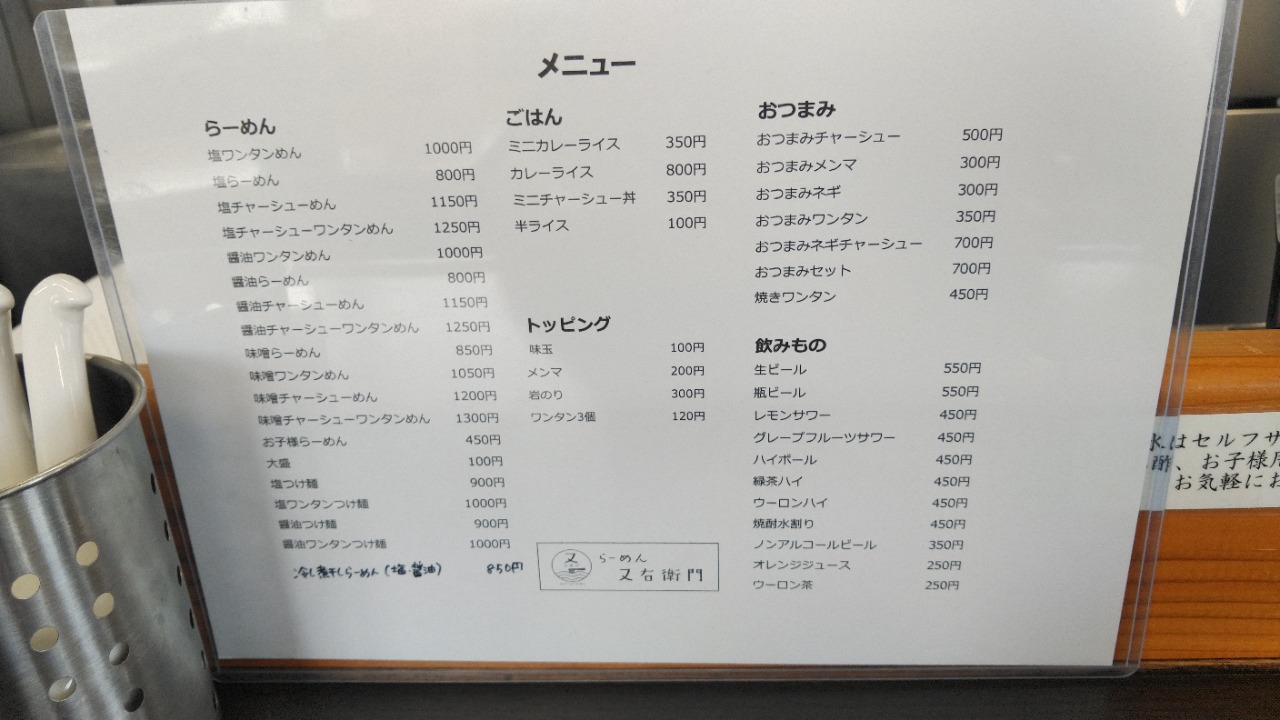 メニュー
らーめん
塩ワンタンめん 1000円
塩らーめん 800円
塩チャーシューめん 1150円
塩チャーシューワンタンめん 1250円
醤油ワンタンめん 1000円
醤油らーめん 800円
醤油チャーシューめん 1150円
醤油チャーシューワンタンめん 1250円
味噌らーめん 850円
味噌ワンタンめん 1050円
味噌チャーシューめん 1200円
味噌チャーシューワンタンめん 1300円
お子様らーめん 450円
大盛 100円
塩つけ麺 900円
塩ワンタンつけ麺 1000円
醤油つけ麺 900円
醤油ワンタンつけ麺 1000円
冷し煮干しらーめん(塩・醤油) 850円
ごはん
ミニカレーライス 350円
カレーライス 800円
ミニチャーシュー丼 350円
半ライス 100円
トッピング
味玉 100円
メンマ 200円
岩のり 300円
ワンタン3個 120円
又
らーめん
又右衛門
おつまみ
おつまみチャーシュー 500円
おつまみメンマ 300円
おつまみネギ 300円
おつまみワンタン 350円
おつまみネギチャーシュー 700円
おつまみセット 700円
焼きワンタン 450円
飲みもの
生ビール 550円
瓶ビール 550円
レモンサワー 450円
グレープフルーツサワー 450円
ハイボール 450円
緑茶ハイ 450円
ウーロンハイ 450円
焼酎水割り 450円
ノンアルコールビール 350円
オレンジジュース 250円
ウーロン茶 250円
水はセルフサ
酢、お子様用
お気軽にお